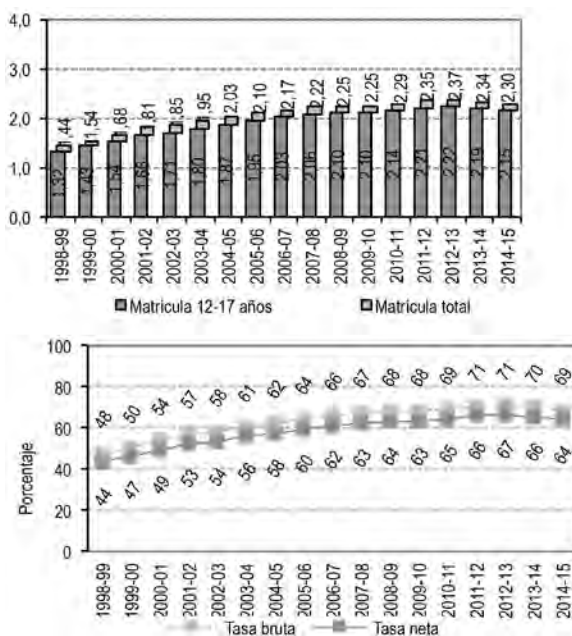 4,0
3,0
2,0
1,0
0,0
1,44 1,54 1,68 1,81 1,85 1,95 2,03 2,10 2,17 2,22 2,25 2,25 2,29 2,35 2,37 2,34 2,30
1,32 1,43 1,54 1,68 1,71 1,80 1,87 1,95 2,03 2,06 2,10 2,10 2,14 2,21 2,22 2,19 2,15
1998-99 1999-00 2000-01 2001-02 2002-03 2003-04 2004-05 2005-06 2006-07 2007-08 2008-09 2009-10 2010-11 2011-12 2012-13 2013-14 2014-15
Matricula 12-17 años Matricula total
Porcentaje
100
80
60
40
20
0
48 50 54 57 58 61 62 64 66 67 68 68 69 71 71 70 69
44 47 49 53 54 56 58 60 62 63 64 63 65 66 67 66 64
1998-99 1999-00 2000-01 2001-02 2002-03 2003-04 2004-05 2005-06 2006-07 2007-08 2008-09 2009-10 2010-11 2011-12 2012-13 2013-14 2014-15
Tasa bruta Tasa neta